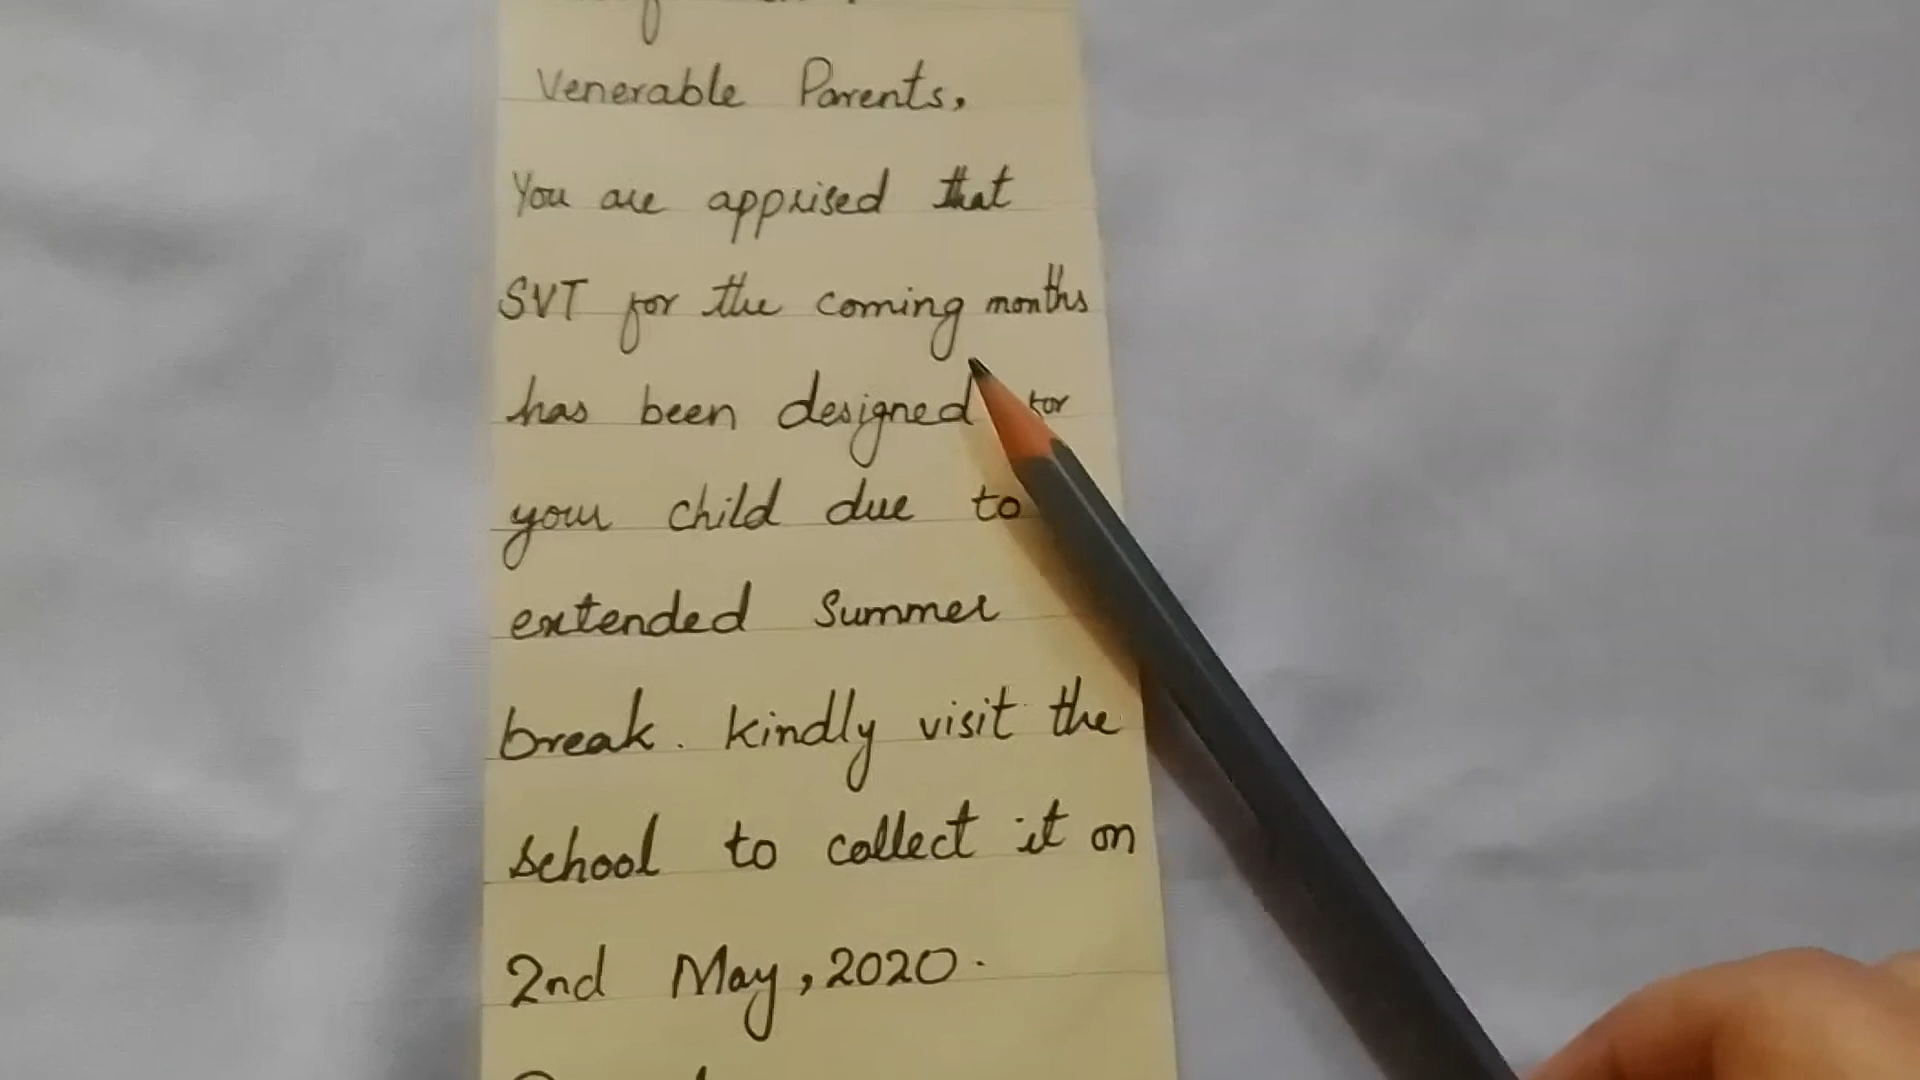 Venerable Parents,
You are apprised that
SVT for the coming months
has been designed for
your child due to
extended Summer
break. Kindly visit the
school to collect it on
2nd May, 2020.